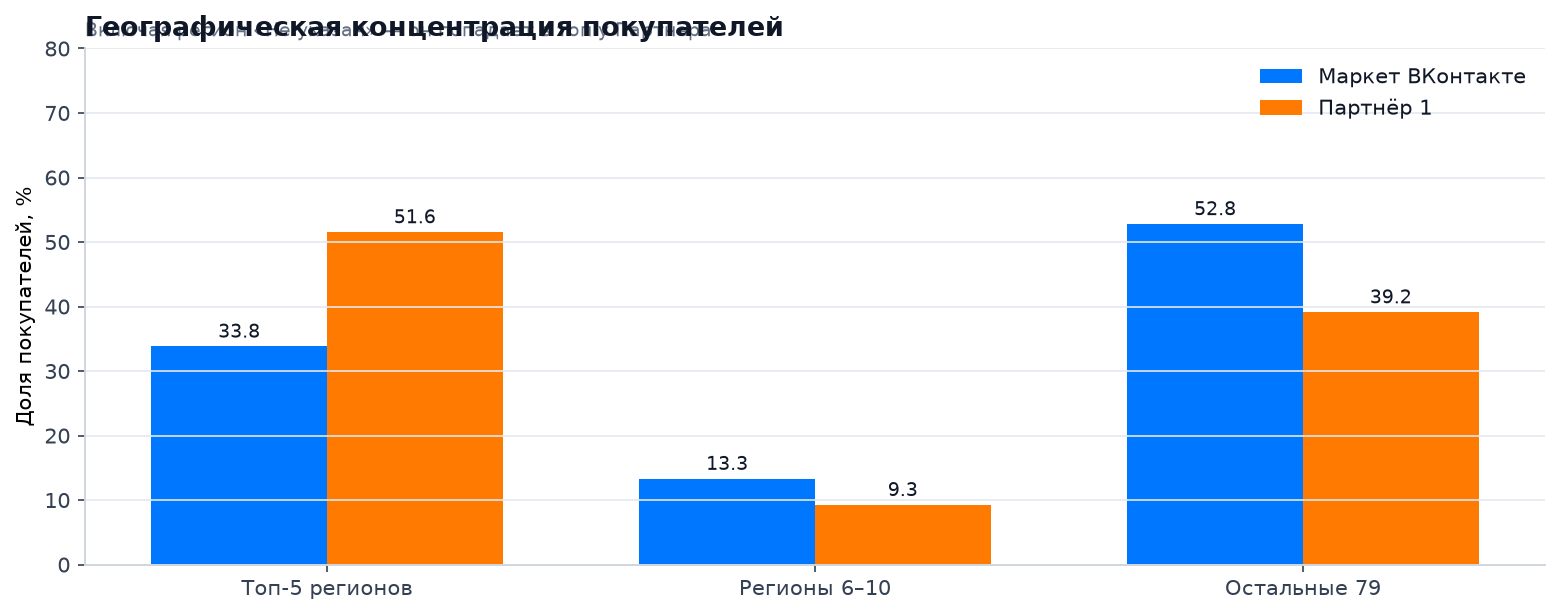 Географическая концентрация покупателей
80
70
60
50
40
30
20
10
0
Доля покупателей, %
Маркет ВКонтакте
Партнёр 1
33.8
51.6
13.3
9.3
52.8
39.2
Топ-5 регионов
Регионы 6–10
Остальные 79